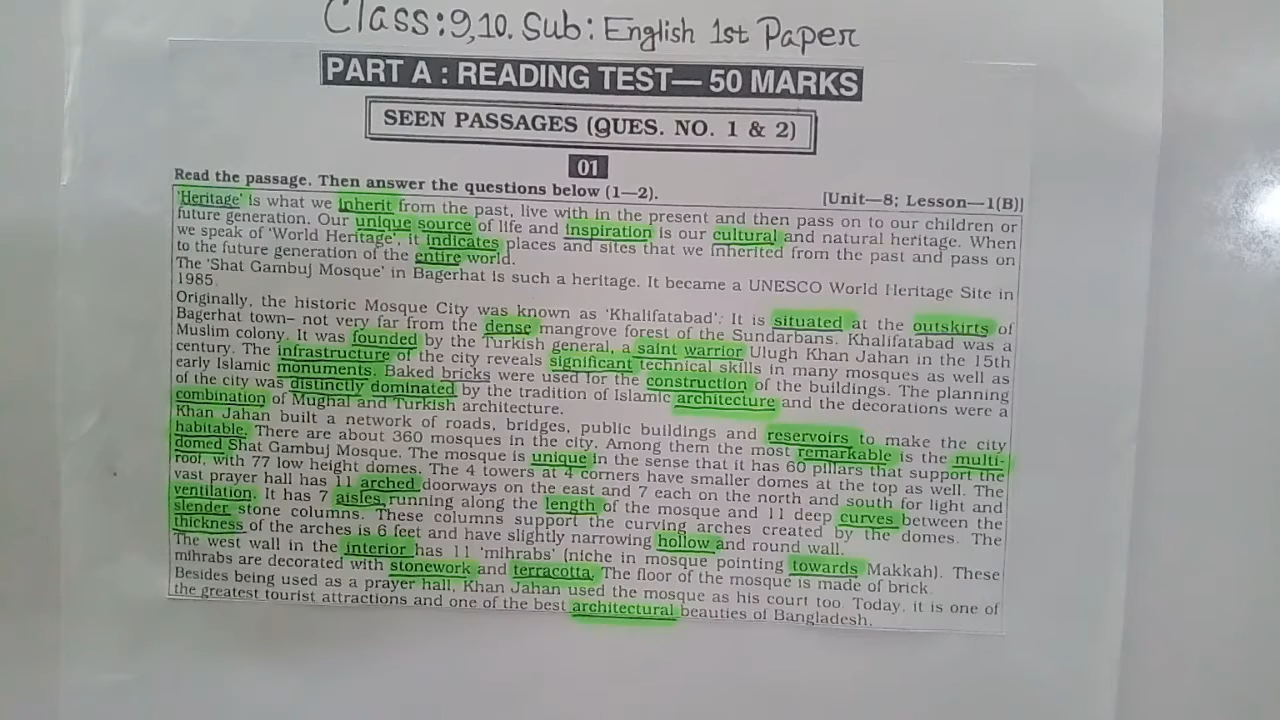 Class:9,10. Sub: English 1st Paper
PART A : READING TEST— 50 MARKS
SEEN PASSAGES (QUES. NO. 1 & 2)
01
Read the passage. Then answer the questions below (1—2). [Unit—8; Lesson—1(B)]
'Heritage' is what we inherit from the past, live with in the present and then pass on to our children or
future generation. Our unique source of life and inspiration is our cultural and natural heritage. When
we speak of 'World Heritage', it indicates places and sites that we inherited from the past and pass on
to the future generation of the entire world.
The 'Shat Gambuj Mosque' in Bagerhat is such a heritage. It became a UNESCO World Heritage Site in
1985.
Originally, the historic Mosque City was known as 'Khalifatabad'. It is situated at the outskirts of
Bagerhat town– not very far from the dense mangrove forest of the Sundarbans. Khalifatabad was a
Muslim colony. It was founded by the Turkish general, a saint warrior Ulugh Khan Jahan in the 15th
century. The infrastructure of the city reveals significant technical skills in many mosques as well as
early Islamic monuments. Baked bricks were used for the construction of the buildings. The planning
of the city was distinctly dominated by the tradition of Islamic architecture and the decorations were a
combination of Mughal and Turkish architecture.
Khan Jahan built a network of roads, bridges, public buildings and reservoirs to make the city
habitable. There are about 360 mosques in the city. Among them the most remarkable is the multi-
domed Shat Gambuj Mosque. The mosque is unique in the sense that it has 60 pillars that support the
roof, with 77 low height domes. The 4 towers at 4 corners have smaller domes at the top as well. The
vast prayer hall has 11 arched doorways on the east and 7 each on the north and south for light and
ventilation. It has 7 aisles running along the length of the mosque and 11 deep curves between the
slender stone columns. These columns support the curving arches created by the domes. The
thickness of the arches is 6 feet and have slightly narrowing hollow and round wall.
The west wall in the interior has 11 'mihrabs' (niche in mosque pointing towards Makkah). These
mihrabs are decorated with stonework and terracotta. The floor of the mosque is made of brick.
Besides being used as a prayer hall, Khan Jahan used the mosque as his court too. Today, it is one of
the greatest tourist attractions and one of the best architectural beauties of Bangladesh.